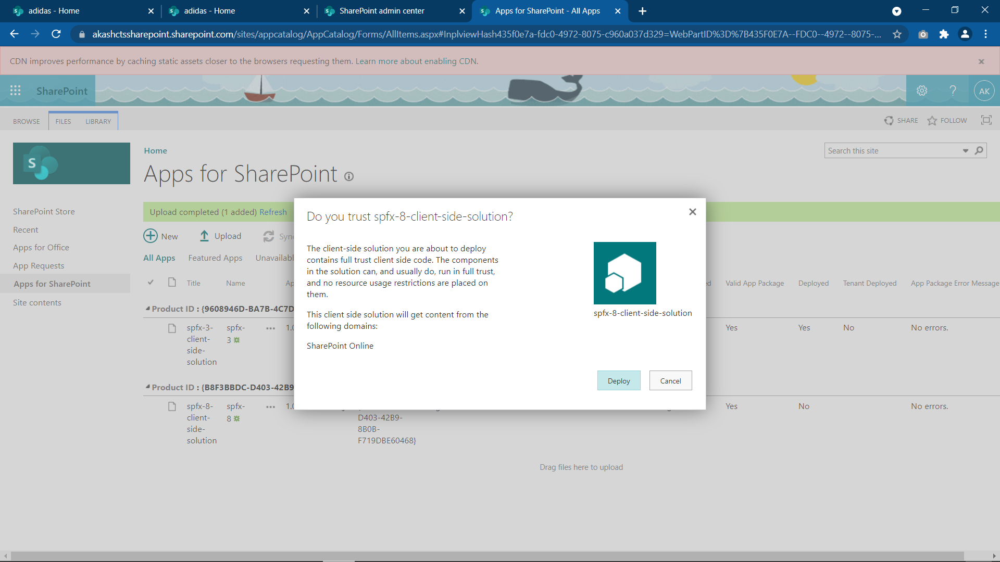 adidas - Home
adidas - Home
SharePoint admin center
Apps for SharePoint - All Apps
akashctssharepoint.sharepoint.com/sites/appcatalog/AppCatalog/Forms/AllItems.aspx#InplviewHash435f0e7a-fdc0-4972-8075-c960a037d329=WebPartID%3D%7B435F0E7A--FDC0--4972--8075-...
CDN improves performance by caching static assets closer to the browsers requesting them. Learn more about enabling CDN.
SharePoint
?
AK
BROWSE
FILES
LIBRARY
SHARE
FOLLOW
S
Home
Search this site
Apps for SharePoint
SharePoint Store
Recent
Apps for Office
App Requests
Apps for SharePoint
Site contents
Upload completed (1 added) Refresh
New
Upload
Sync
All Apps
Featured Apps
Unavailabl
Title
Name
Ap
ed
Valid App Package
Deployed
Tenant Deployed
App Package Error Message
Product ID : {9608946D-BA7B-4C7D
spfx-3-
client-
side-
solution
spfx-
3
1.0
Yes
Yes
No
No errors.
Product ID : {B8F3BBDC-D403-42B9
spfx-8-
client-
side-
solution
spfx-
8
1.0
D403-42B9-
8B0B-
F719DBE60468}
Yes
No
No errors.
Drag files here to upload
Do you trust spfx-8-client-side-solution?
The client-side solution you are about to deploy
contains full trust client side code. The components
in the solution can, and usually do, run in full trust,
and no resource usage restrictions are placed on
them.
This client side solution will get content from the
following domains:
SharePoint Online
spfx-8-client-side-solution
Deploy
Cancel